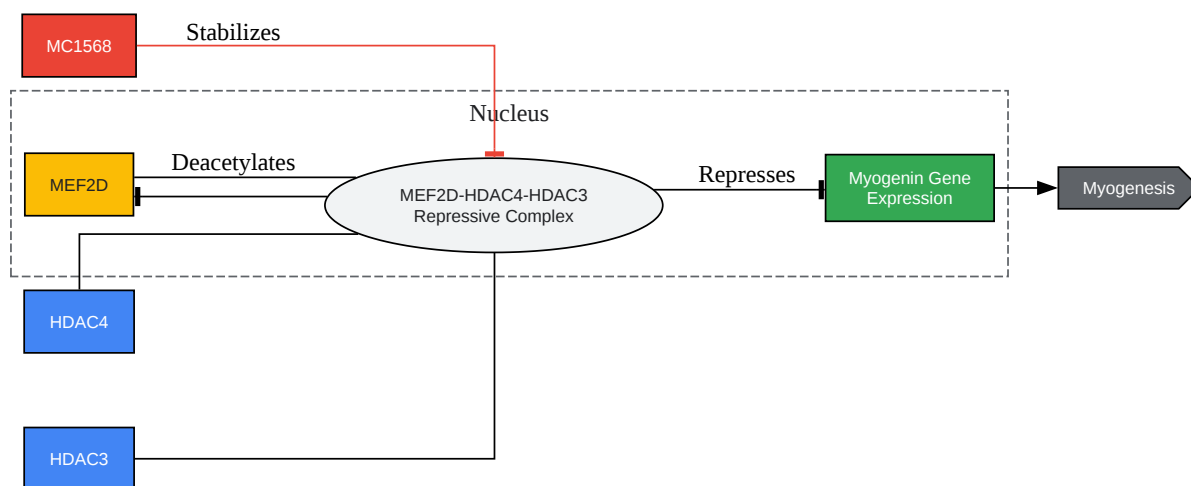 Stabilizes
MC1568
Nucleus
Deacetylates
MEF2D
Represses
MEF2D-HDAC4-HDAC3
Repressive Complex
Myogenin Gene
Expression
Myogenesis
HDAC4
HDAC3